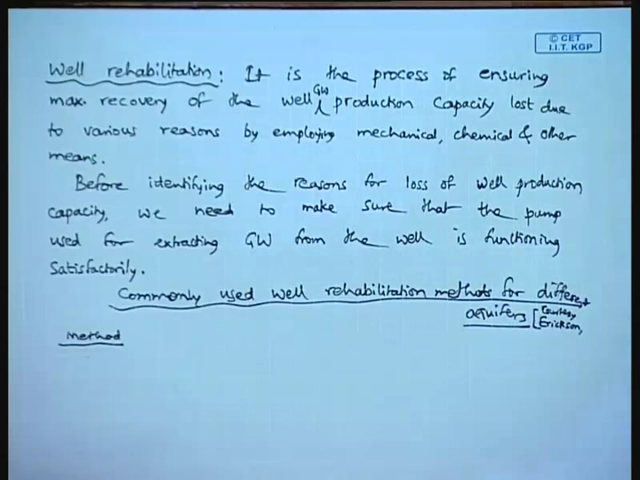 © CET
I.I.T. KGP
Well rehabilitation: It is the process of ensuring
max. recovery of the well GW production capacity lost due
to various reasons by employing mechanical, chemical & other
means.
Before identifying the reasons for loss of well production
capacity, we need to make sure that the pump
used for extracting GW from the well is functioning
satisfactorily.
Commonly used well rehabilitation methods for different
aquifers [Courtesy
Erickson,
method